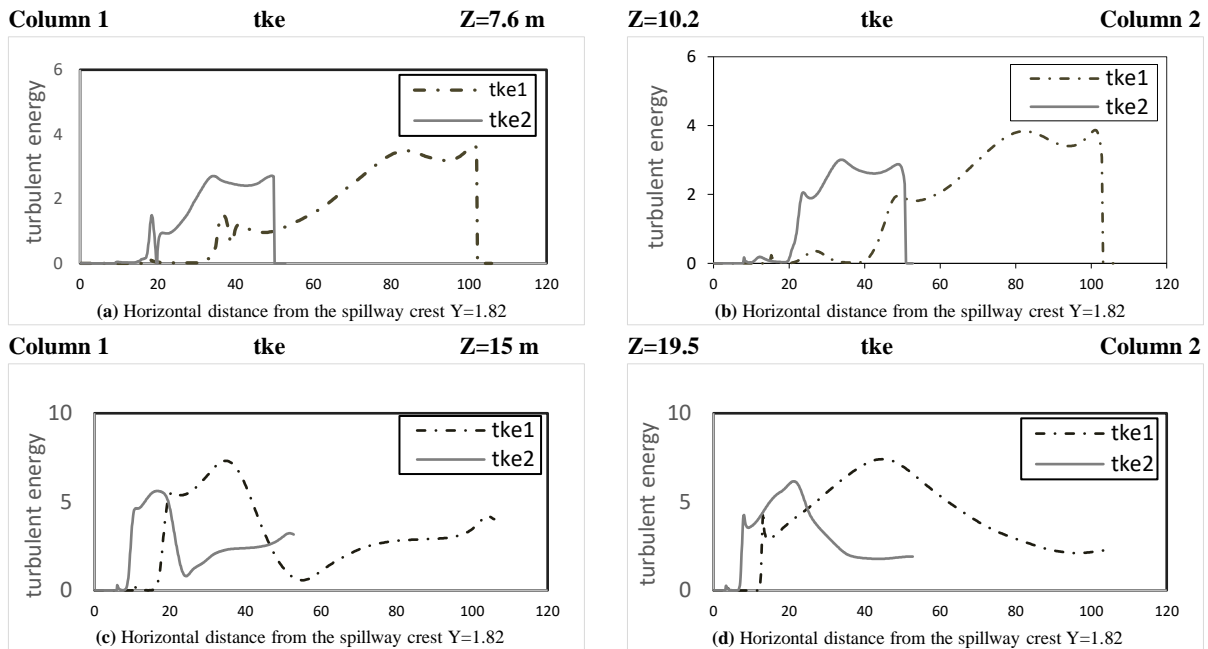 Column 1 tke Z=7.6 m
Z=10.2 tke Column 2
turbulent energy
6
4
2
0
tke1
tke2
0 20 40 60 80 100 120
(a) Horizontal distance from the spillway crest Y=1.82
turbulent energy
6
4
2
0
tke1
tke2
0 20 40 60 80 100 120
(b) Horizontal distance from the spillway crest Y=1.82
Column 1 tke Z=15 m
Z=19.5 tke Column 2
turbulent energy
10
5
0
tke1
tke2
0 20 40 60 80 100 120
(c) Horizontal distance from the spillway crest Y=1.82
turbulent energy
10
5
0
tke1
tke2
0 20 40 60 80 100 120
(d) Horizontal distance from the spillway crest Y=1.82